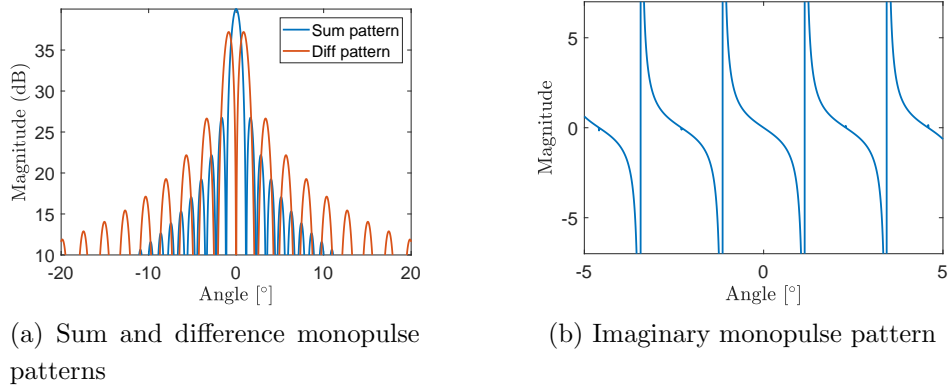 Sum pattern
Diff pattern
Magnitude (dB)
35
30
25
20
15
10
-20
-10
0
10
20
Angle [°]
(a) Sum and difference monopulse
patterns
Magnitude
5
0
-5
-5
0
5
Angle [°]
(b) Imaginary monopulse pattern